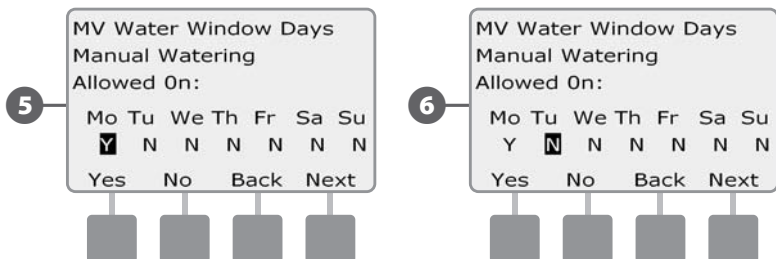 5
MV Water Window Days
Manual Watering
Allowed 0n:
Mo Tu We Th Fr Sa Su
Y N N N N N N
Yes No Back Next
6
MV Water Window Days
Manual Watering
Allowed 0n:
Mo Tu We Th Fr Sa Su
Y N N N N N N
Yes No Back Next